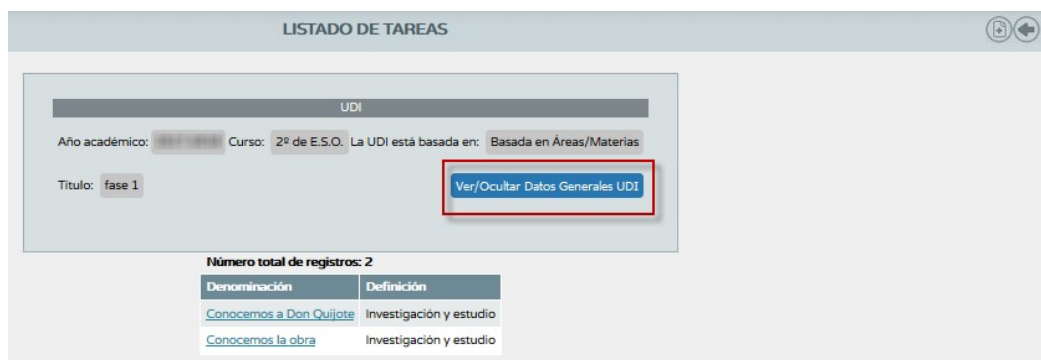 LISTADO DE TAREAS
UDI
Año académico: Curso: 2º de E.S.O. La UDI está basada en: Basada en Áreas/Materias
Título: fase 1 Ver/Ocultar Datos Generales UDI
Número total de registros: 2
Denominación Definición
Conocemos a Don Quijote Investigación y estudio
Conocemos la obra Investigación y estudio